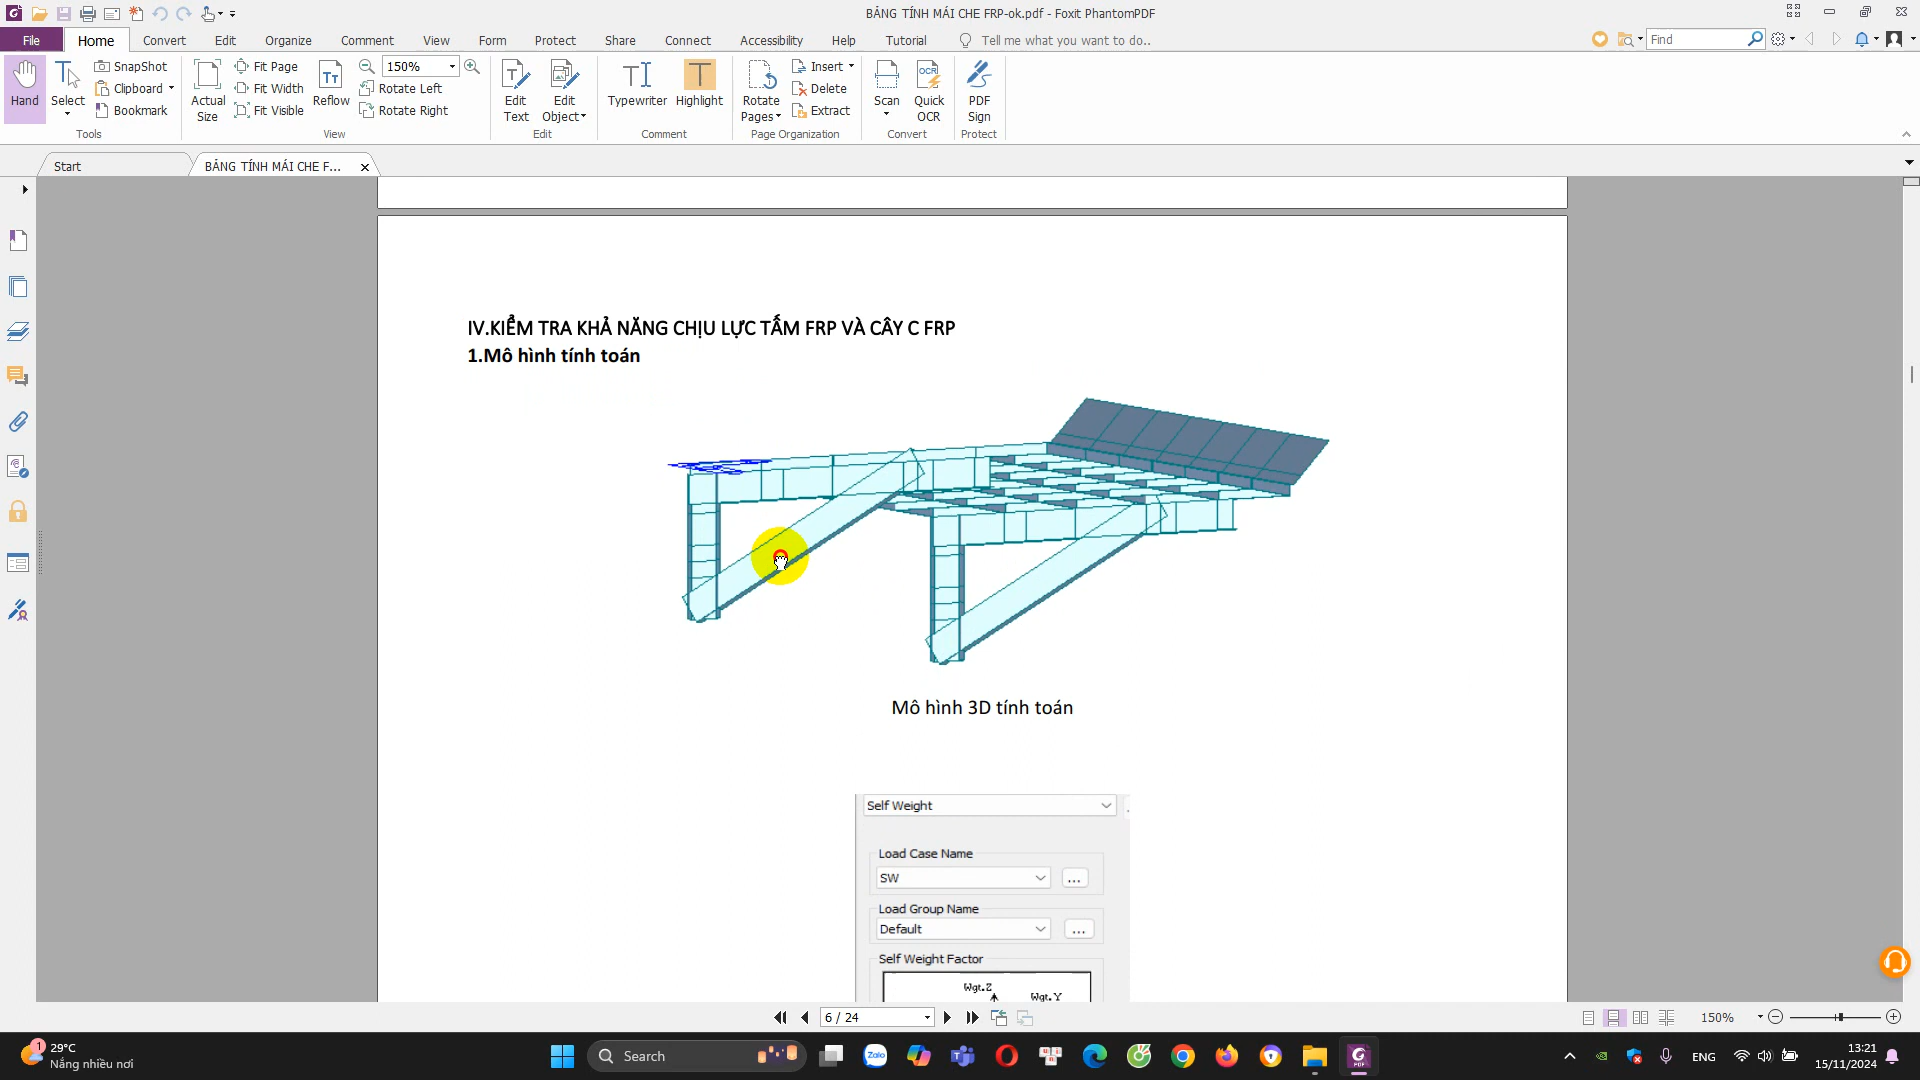 BẢNG TÍNH MÁI CHE FRP-ok.pdf - Foxit PhantomPDF
File Home Convert Edit Organize Comment View Form Protect Share Connect Accessibility Help Tutorial Tell me what you want to do.. Find
Hand
Select
SnapShot
Clipboard
Bookmark
Tools
Actual Size
Fit Page
Fit Width
Fit Visible
Reflow
150%
Rotate Left
Rotate Right
View
Edit Text
Edit Object
Edit
Typewriter
Highlight
Comment
Rotate Pages
Insert
Delete
Extract
Page Organization
Scan
Quick OCR
Convert
PDF Sign
Protect
Start
BẢNG TÍNH MÁI CHE F...
IV.KIỂM TRA KHẢ NĂNG CHỊU LỰC TẤM FRP VÀ CÂY C FRP
1.Mô hình tính toán
Mô hình 3D tính toán
Self Weight
Load Case Name
SW
...
Load Group Name
Default
...
Self Weight Factor
Wgt.Z
Wgt.Y
6 / 24
150%
1
29°C
Nắng nhiều nơi
Search
Zalo
ENG
13:21
15/11/2024